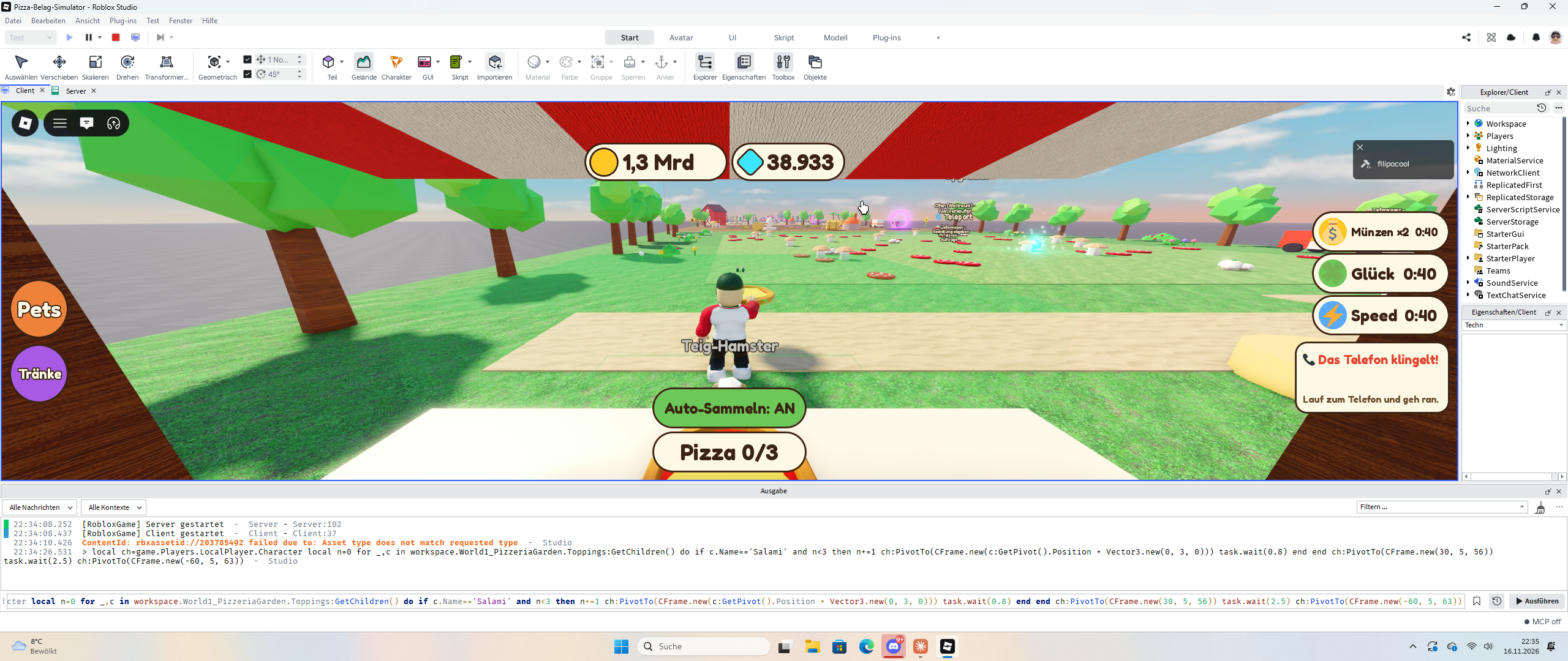 Pizza-Belag-Simulator - Roblox Studio
Datei Bearbeiten Ansicht Plug-ins Test Fenster Hilfe
Test
Start Avatar UI Skript Modell Plug-ins +
1 No...
45°
Auswählen Verschieben Skalieren Drehen Transformier... Geometrisch Teil Gelände Charakter GUI Skript Importieren Material Farbe Gruppe Sperren Anker Explorer Eigenschaften Toolbox Objekte
Client Server
1,3 Mrd 38.933
filipocool
Teleport
Münzen x2 0:40
Glück 0:40
Speed 0:40
Das Telefon klingelt!
Lauf zum Telefon und geh ran.
Pets
Tränke
Teig-Hamster
Auto-Sammeln: AN
Pizza 0/3
Explorer/Client
Suche
Workspace
Players
Lighting
MaterialService
NetworkClient
ReplicatedFirst
ReplicatedStorage
ServerScriptService
ServerStorage
StarterGui
StarterPack
StarterPlayer
Teams
SoundService
TextChatService
Eigenschaften/Client
Techn
Ausgabe
Alle Nachrichten Alle Kontexte Filtern ...
22:34:08.252 [RobloxGame] Server gestartet - Server - Server:102
22:34:08.437 [RobloxGame] Client gestartet - Client - Client:37
22:34:10.426 ContentId: rbxassetid://203785492 failed due to: Asset type does not match requested type - Studio
22:34:26.531 > local ch=game.Players.LocalPlayer.Character local n=0 for _,c in workspace.World1_PizzeriaGarden.Toppings:GetChildren() do if c.Name=='Salami' and n<3 then n+=1 ch:PivotTo(CFrame.new(c:GetPivot().Position + Vector3.new(0, 3, 0))) task.wait(0.8) end end ch:PivotTo(CFrame.new(30, 5, 56))
task.wait(2.5) ch:PivotTo(CFrame.new(-60, 5, 63)) - Studio
cter local n=0 for _,c in workspace.World1_PizzeriaGarden.Toppings:GetChildren() do if c.Name=='Salami' and n<3 then n+=1 ch:PivotTo(CFrame.new(c:GetPivot().Position + Vector3.new(0, 3, 0))) task.wait(0.8) end end ch:PivotTo(CFrame.new(30, 5, 56)) task.wait(2.5) ch:PivotTo(CFrame.new(-60, 5, 63))
Ausführen
MCP off
8°C
Bewölkt
Suche
9+
22:35
16.11.2026